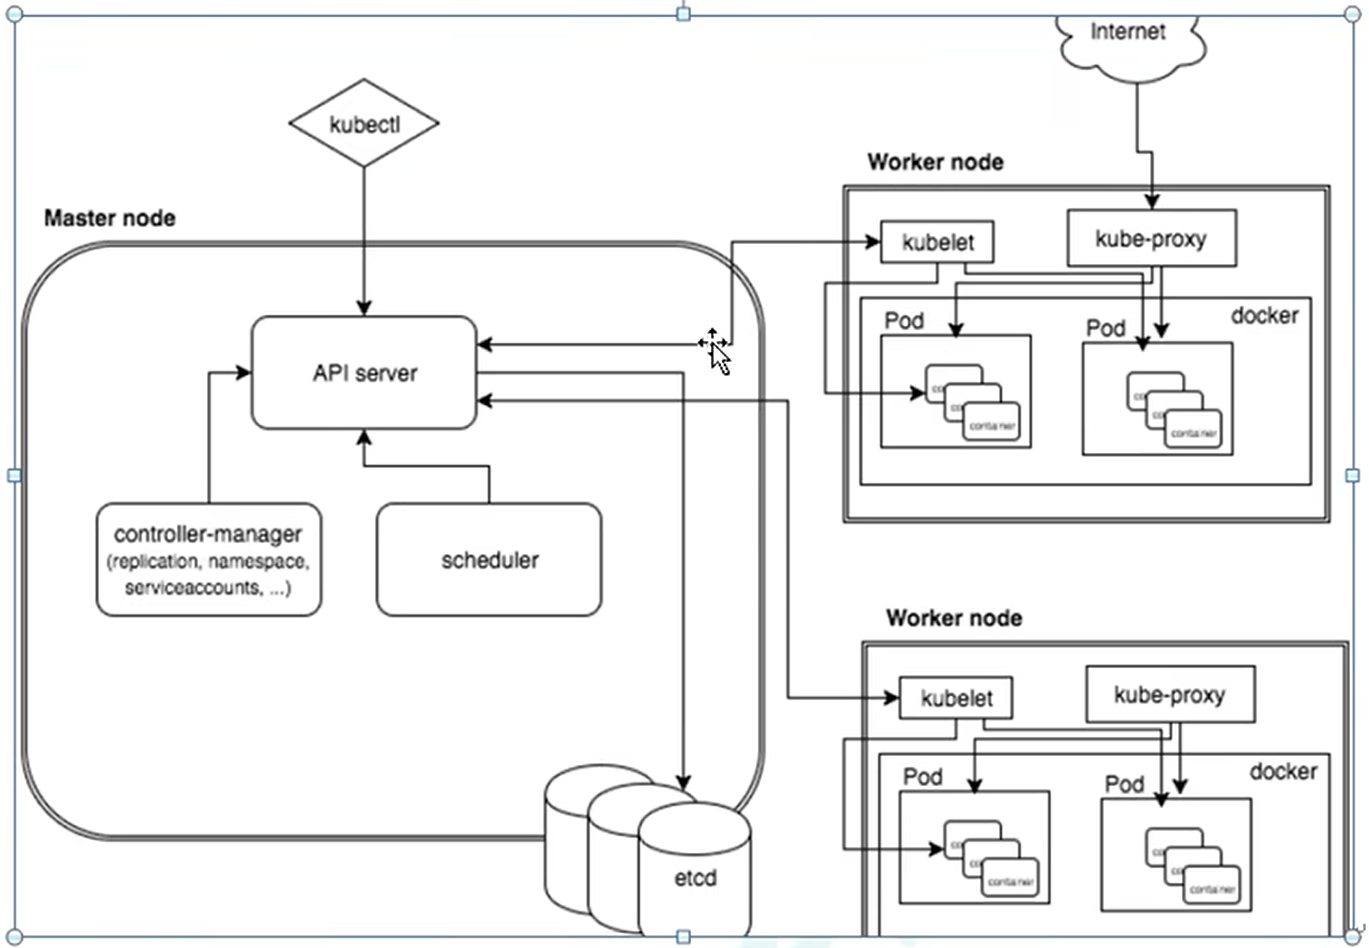 Internet
kubectl
Worker node
Master node
kubelet
kube-proxy
docker
Pod
Pod
API server
container
container
controller-manager
(replication, namespace,
serviceaccounts, ...)
scheduler
Worker node
kubelet
kube-proxy
docker
Pod
Pod
etcd
container
container